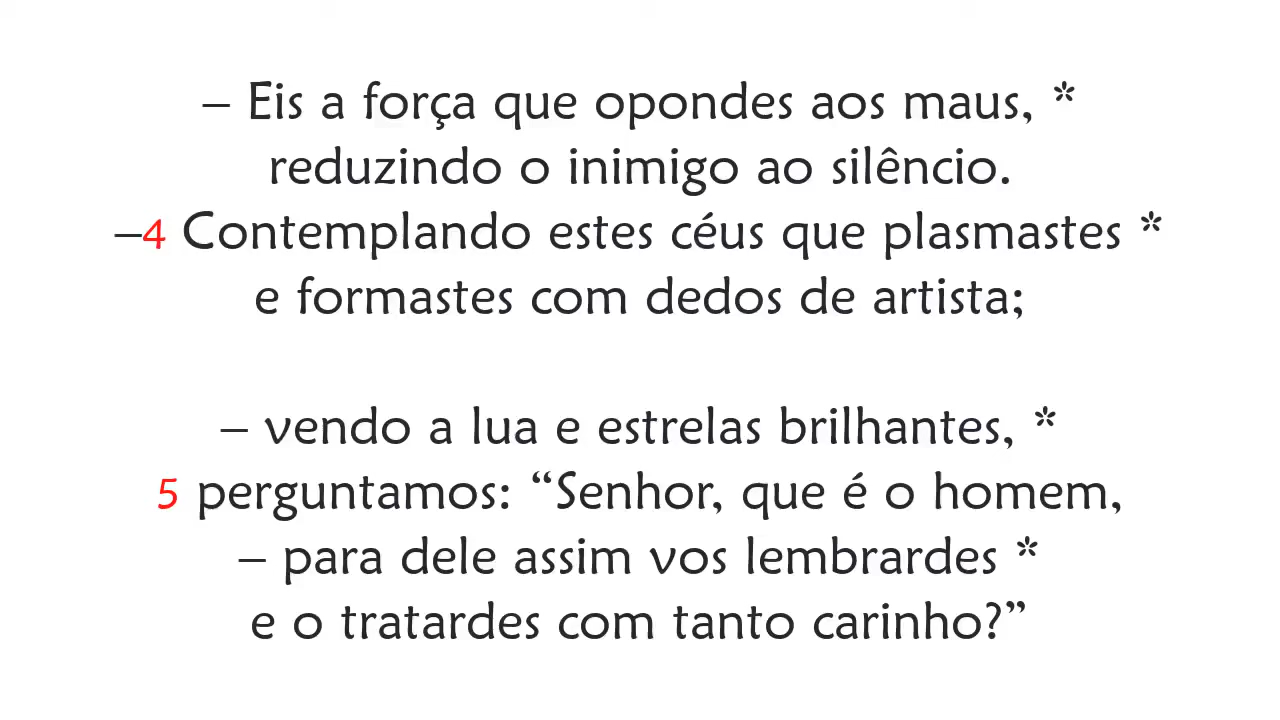 – Eis a força que opondes aos maus, *
reduzindo o inimigo ao silêncio.
–4 Contemplando estes céus que plasmastes *
e formastes com dedos de artista;
– vendo a lua e estrelas brilhantes, *
5 perguntamos: “Senhor, que é o homem,
– para dele assim vos lembrardes *
e o tratardes com tanto carinho?”